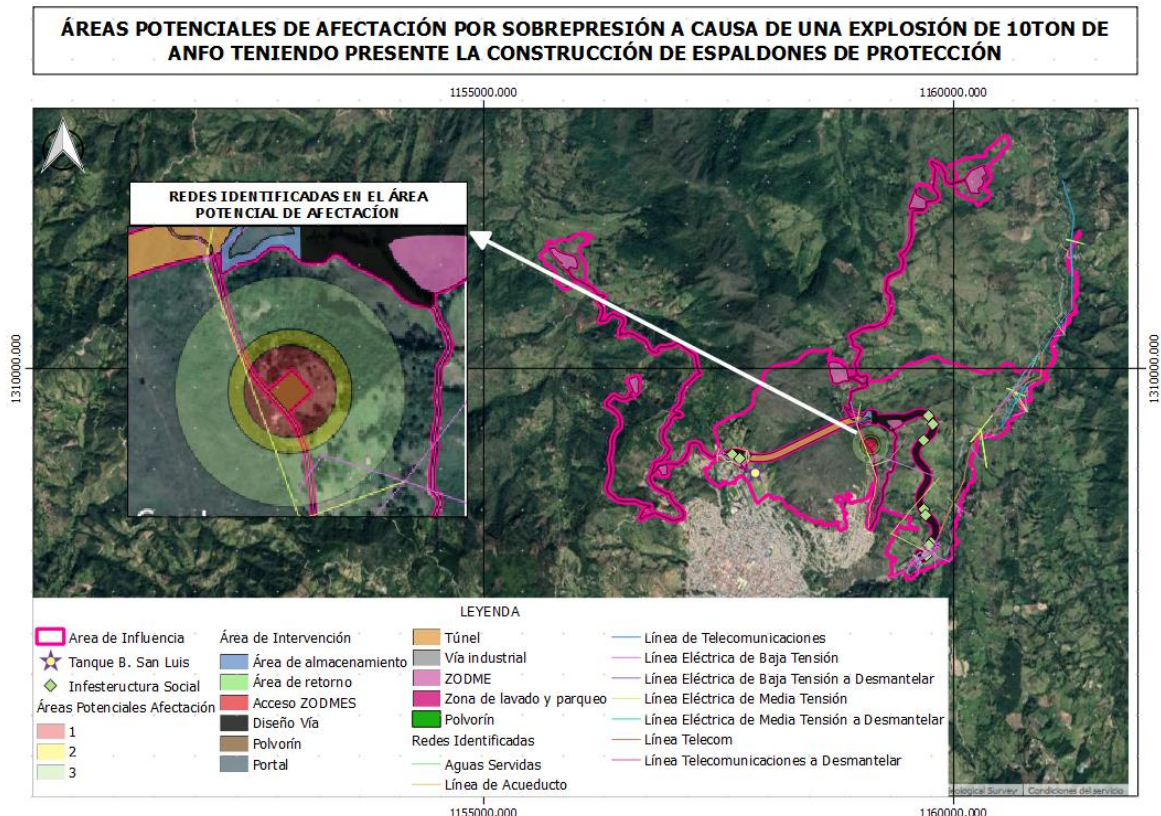 ÁREAS POTENCIALES DE AFECTACIÓN POR SOBREPRESIÓN A CAUSA DE UNA EXPLOSIÓN DE 10TON DE
ANFO TENIENDO PRESENTE LA CONSTRUCCIÓN DE ESPALDONES DE PROTECCIÓN
1155000.000
1160000.000
REDES IDENTIFICADAS EN EL ÁREA
POTENCIAL DE AFECTACÍON
1310000.000
1310000.000
LEYENDA
Area de Influencia
Tanque B. San Luis
Infesteructura Social
Áreas Potenciales Afectación
1
2
3
Área de Intervención
Área de almacenamiento
Área de retorno
Acceso ZODMES
Diseño Vía
Polvorín
Portal
Túnel
Vía industrial
ZODME
Zona de lavado y parqueo
Polvorín
Redes Identificadas
Aguas Servidas
Línea de Acueducto
Línea de Telecomunicaciones
Línea Eléctrica de Baja Tensión
Línea Eléctrica de Baja Tensión a Desmantelar
Línea Eléctrica de Media Tensión
Línea Eléctrica de Media Tensión a Desmantelar
Línea Telecom
Línea Telecomunicaciones a Desmantelar
Survey Condiciones del servicio
1155000.000
1160000.000